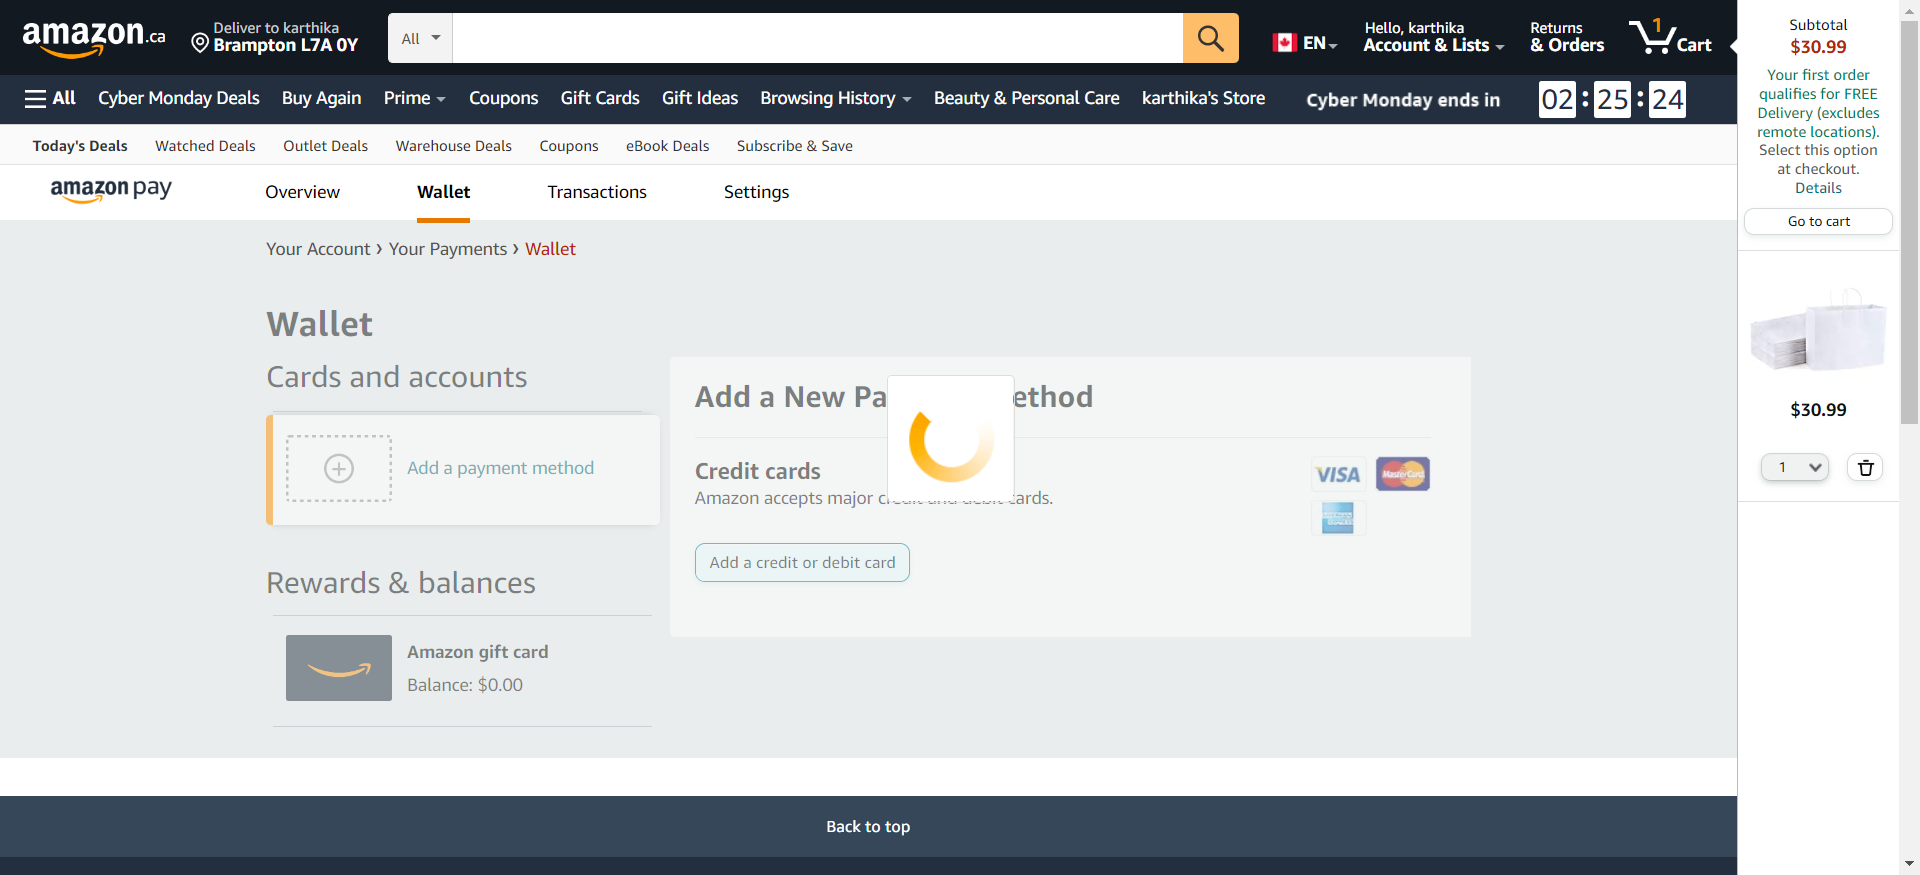 amazon.ca
Deliver to karthika
Brampton L7A 0Y
All
EN
Hello, karthika
Account & Lists
Returns
& Orders
1
Cart
All
Cyber Monday Deals
Buy Again
Prime
Coupons
Gift Cards
Gift Ideas
Browsing History
Beauty & Personal Care
karthika's Store
Cyber Monday ends in
02 : 25 : 24
Today's Deals
Watched Deals
Outlet Deals
Warehouse Deals
Coupons
eBook Deals
Subscribe & Save
amazon pay
Overview
Wallet
Transactions
Settings
Your Account › Your Payments › Wallet
Wallet
Cards and accounts
Add a payment method
Rewards & balances
Amazon gift card
Balance: $0.00
Add a New Pa ethod
Credit cards
Amazon accepts major credit and debit cards.
VISA
MasterCard
Add a credit or debit card
Back to top
Subtotal
$30.99
Your first order
qualifies for FREE
Delivery (excludes
remote locations).
Select this option
at checkout.
Details
Go to cart
$30.99
1